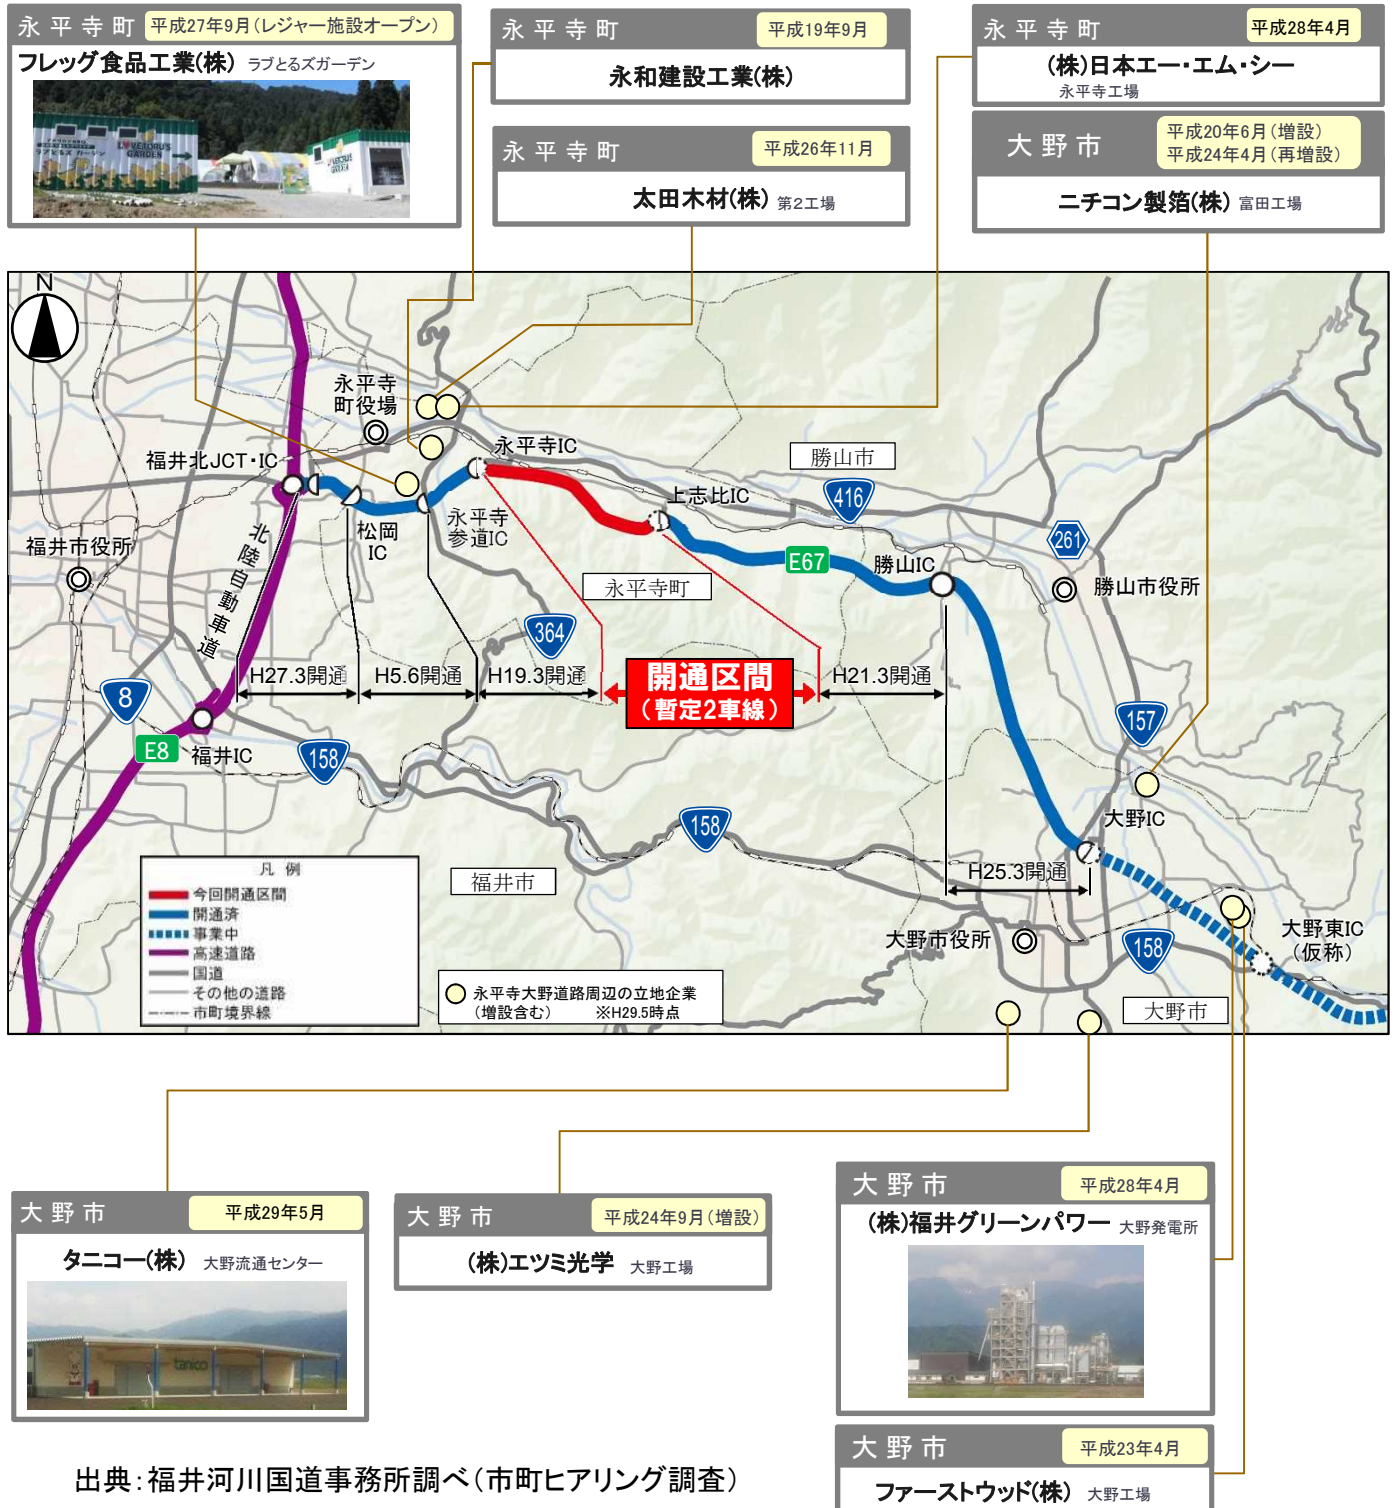 永平寺町 平成27年9月(レジャー施設オープン)
フレッグ食品工業(株) ラブとるズガーデン
ラブとるズ ガーデン
LOVETORU'S
GARDEN
永平寺町 平成19年9月
永和建設工業(株)
永平寺町 平成26年11月
太田木材(株) 第2工場
永平寺町 平成28年4月
(株)日本エー・エム・シー
永平寺工場
大野市 平成20年6月(増設)
平成24年4月(再増設)
ニチコン製箔(株) 富田工場
N
永平寺
町役場
福井北JCT・IC
永平寺IC
勝山市
上志比IC
416
松岡
IC
永平寺
参道IC
北陸自動車道
福井市役所
E67
261
勝山IC
勝山市役所
永平寺町
364
H27.3開通
H5.6開通
H19.3開通
開通区間
(暫定2車線)
H21.3開通
8
E8
福井IC
158
157
158
大野IC
福井市
H25.3開通
大野市役所
158
大野東IC
(仮称)
大野市
凡例
今回開通区間
開通済
事業中
高速道路
国道
その他の道路
市町境界線
永平寺大野道路周辺の立地企業
(増設含む) ※H29.5時点
大野市 平成29年5月
タニコー(株) 大野流通センター
tanico
大野市 平成24年9月(増設)
(株)エツミ光学 大野工場
大野市 平成28年4月
(株)福井グリーンパワー 大野発電所
大野市 平成23年4月
ファーストウッド(株) 大野工場
出典:福井河川国道事務所調べ(市町ヒアリング調査)